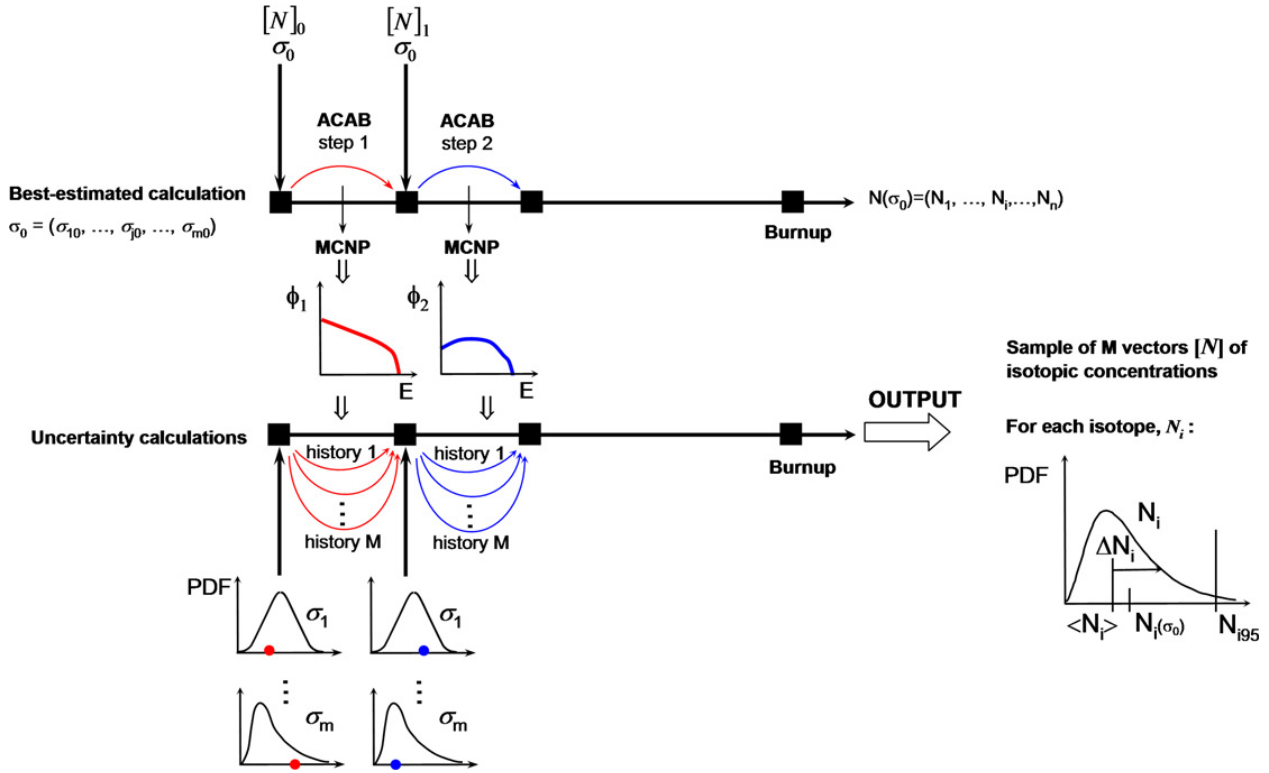 [N]₀
σ₀
[N]₁
σ₀
ACAB
step 1
ACAB
step 2
Best-estimated calculation
σ₀ = (σ₁₀, ..., σⱼ₀, ..., σₘ₀)
N(σ₀)=(N₁, ..., Nᵢ,...,Nₙ)
Burnup
MCNP
MCNP
⇓
⇓
ϕ₁
E
ϕ₂
E
⇓
⇓
Sample of M vectors [N] of
isotopic concentrations
OUTPUT
Uncertainty calculations
For each isotope, Nᵢ :
history 1
history 1
Burnup
⋮
⋮
history M
history M
PDF
Nᵢ
ΔNᵢ
<Nᵢ>
Nᵢ(σ₀)
Nᵢ₉₅
PDF
σ₁
σ₁
⋮
⋮
σₘ
σₘ